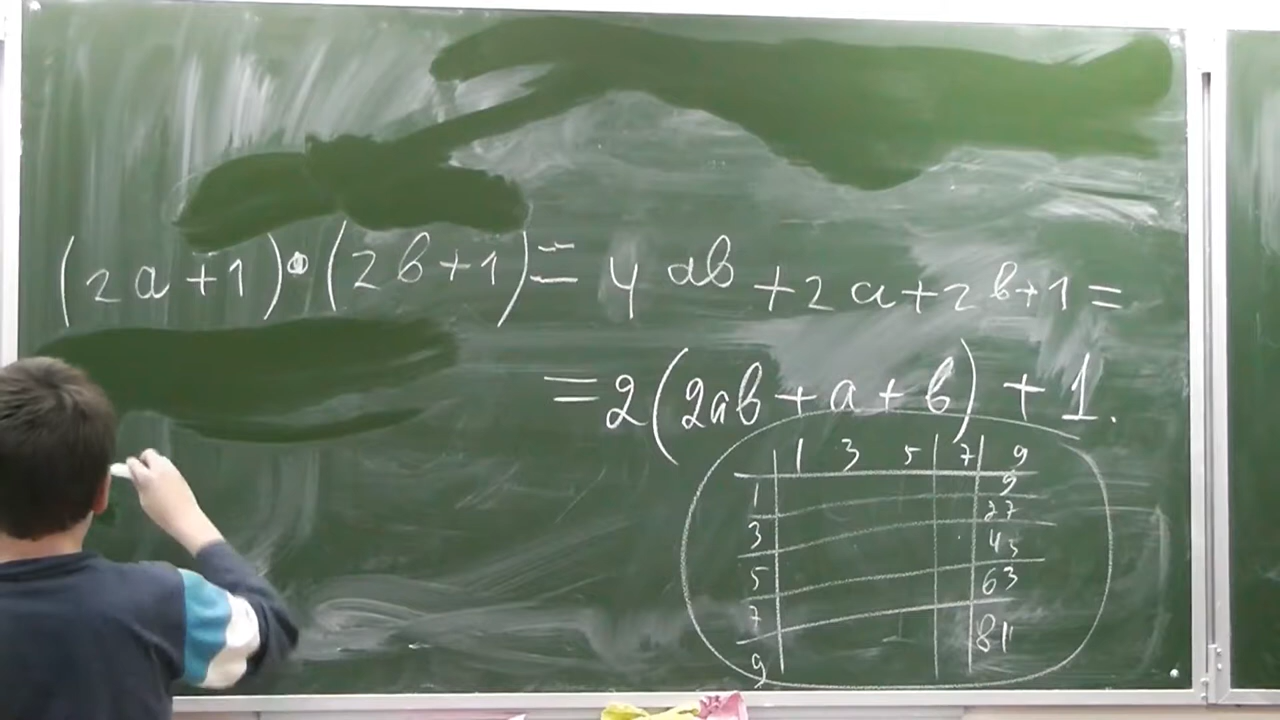 (2a+1)•(2b+1)=4ab+2a+2b+1=
=2(2ab+a+b)+1.
1 3 5 7 9
1 9
3 27
5 45
7 63
9 81